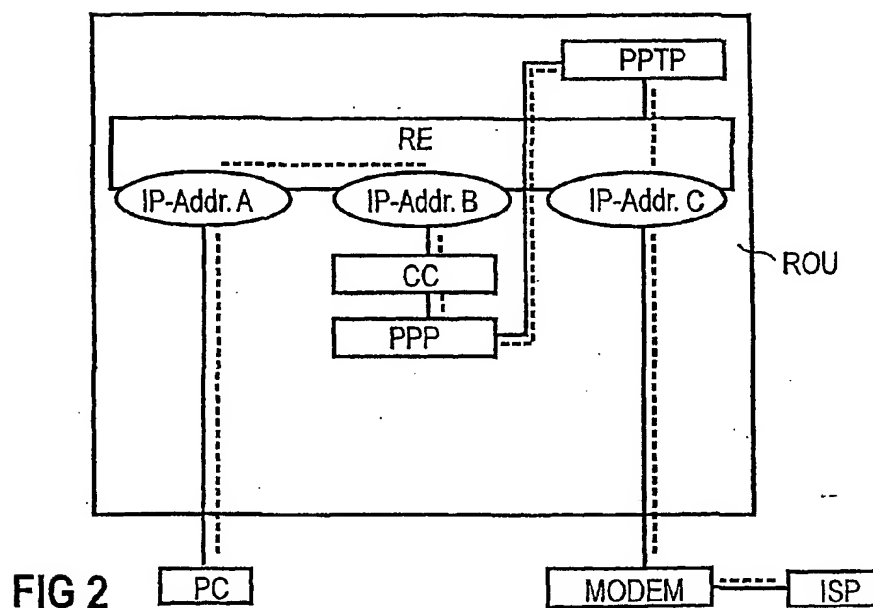 PPTP
RE
IP-Addr. A
IP-Addr. B
IP-Addr. C
ROU
CC
PPP
FIG 2
PC
MODEM
ISP